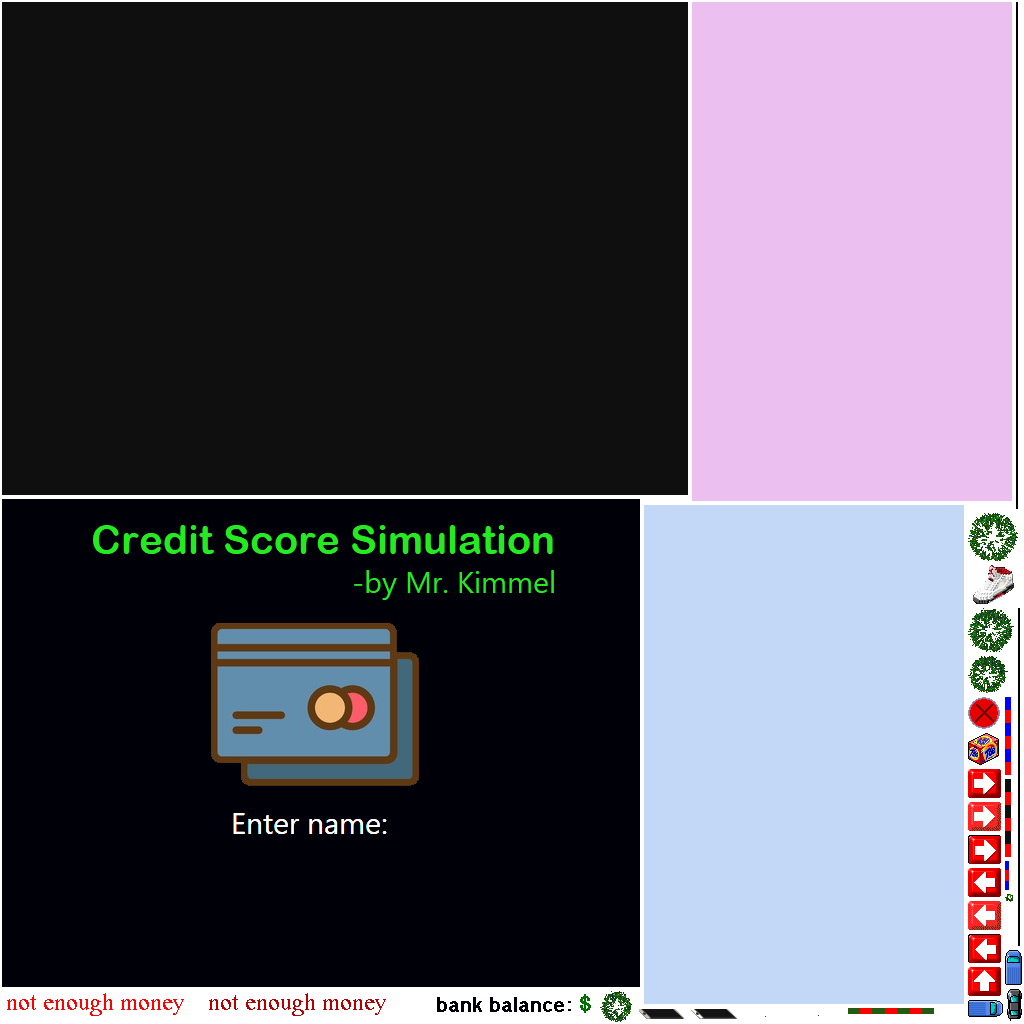 Credit Score Simulation
-by Mr. Kimmel
Enter name:
not enough money
not enough money
bank balance: $